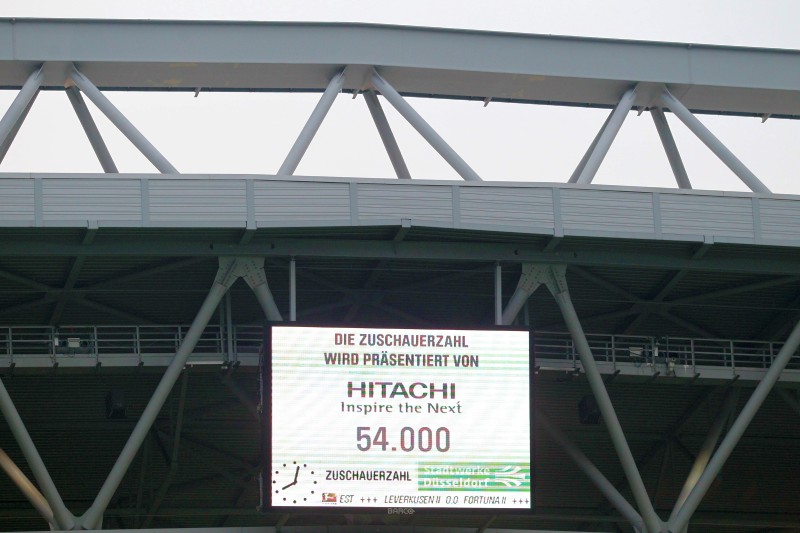 DIE ZUSCHAUERZAHL
WIRD PRÄSENTIERT VON
HITACHI
Inspire the Next
54.000
ZUSCHAUERZAHL
Stadtwerke
Düsseldorf
EST +++ LEVERKUSEN II 0:0 FORTUNA II +++
BARCO